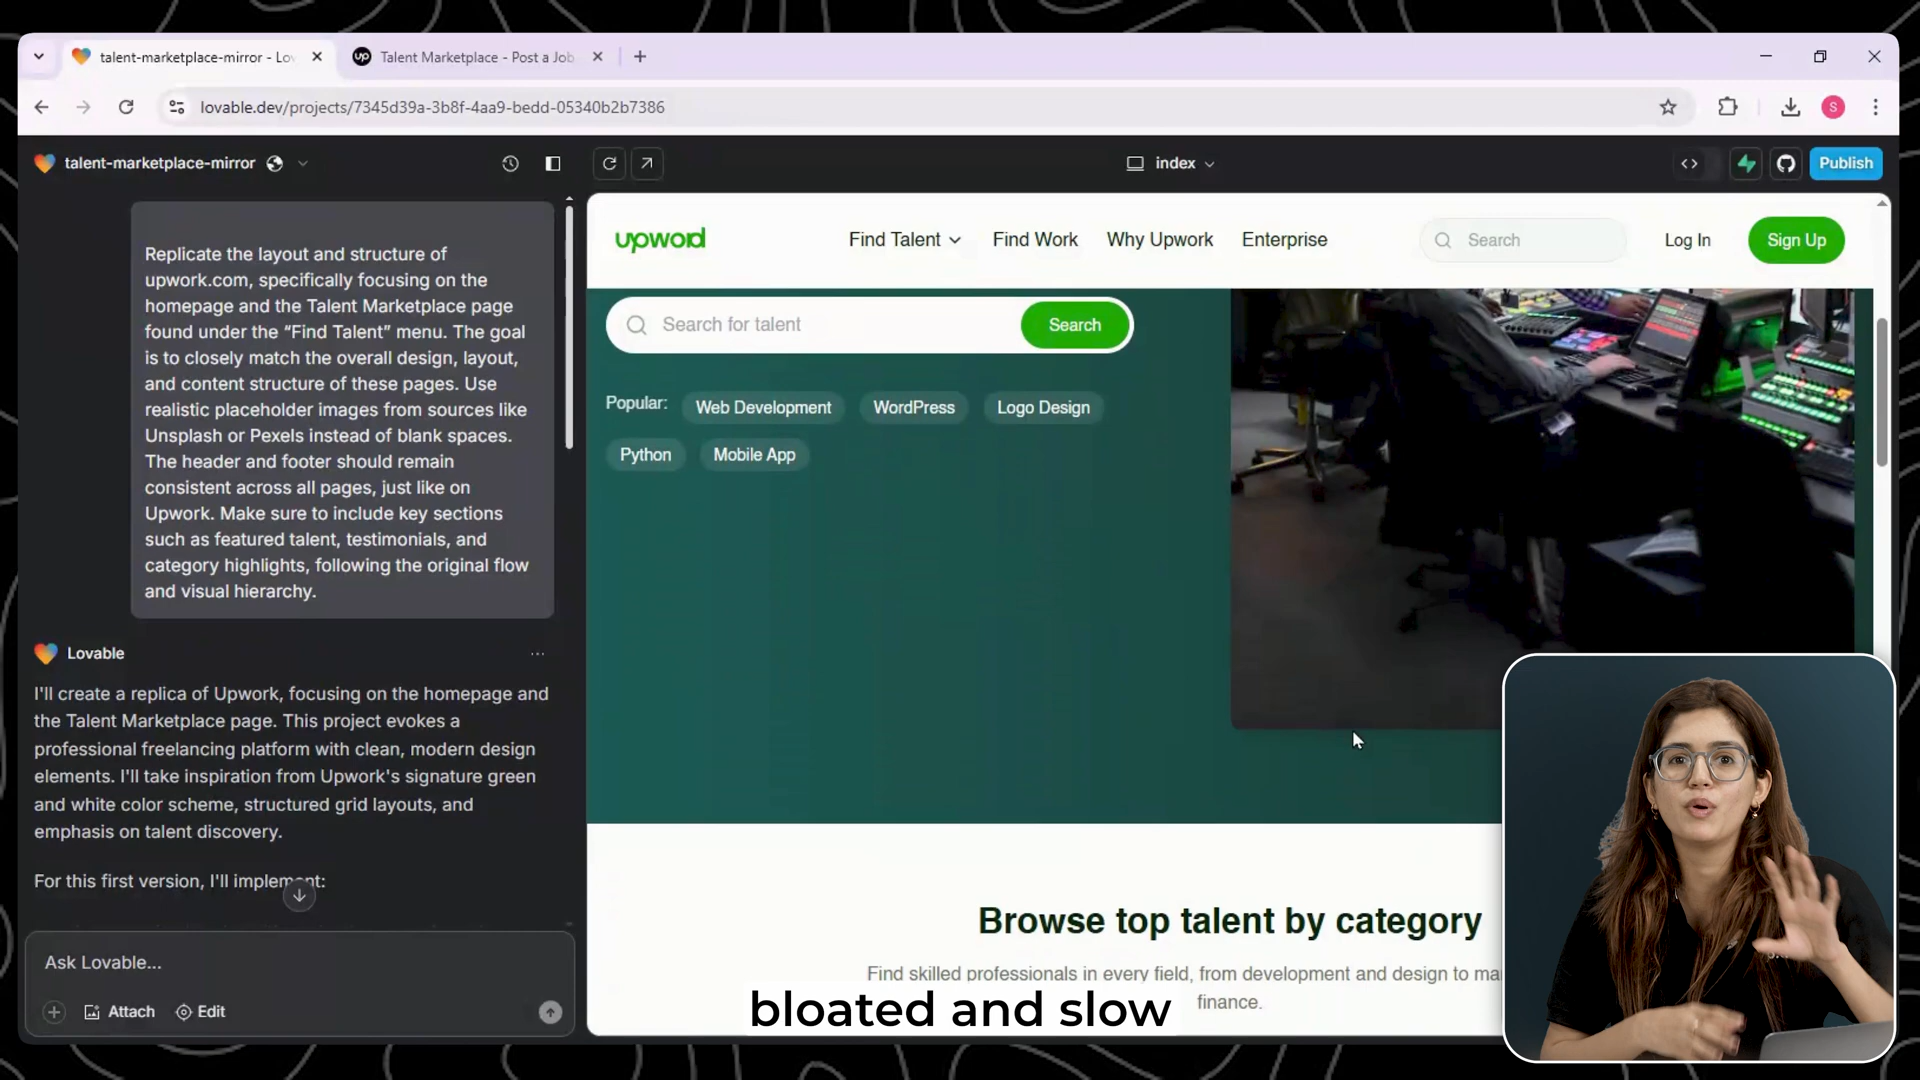 talent-marketplace-mirror - Lov
Talent Marketplace - Post a Job
lovable.dev/projects/7345d39a-3b8f-4aa9-bedd-05340b2b7386
S
talent-marketplace-mirror
index
Publish
Replicate the layout and structure of
upwork.com, specifically focusing on the
homepage and the Talent Marketplace page
found under the “Find Talent” menu. The goal
is to closely match the overall design, layout,
and content structure of these pages. Use
realistic placeholder images from sources like
Unsplash or Pexels instead of blank spaces.
The header and footer should remain
consistent across all pages, just like on
Upwork. Make sure to include key sections
such as featured talent, testimonials, and
category highlights, following the original flow
and visual hierarchy.
Lovable
I'll create a replica of Upwork, focusing on the homepage and
the Talent Marketplace page. This project evokes a
professional freelancing platform with clean, modern design
elements. I'll take inspiration from Upwork's signature green
and white color scheme, structured grid layouts, and
emphasis on talent discovery.
For this first version, I'll implement:
Ask Lovable...
Attach
Edit
Find Talent
Find Work
Why Upwork
Enterprise
Search
Log In
Sign Up
Search for talent
Search
Popular:
Web Development
WordPress
Logo Design
Python
Mobile App
Browse top talent by category
Find skilled professionals in every field, from development and design to ma
finance.
bloated and slow